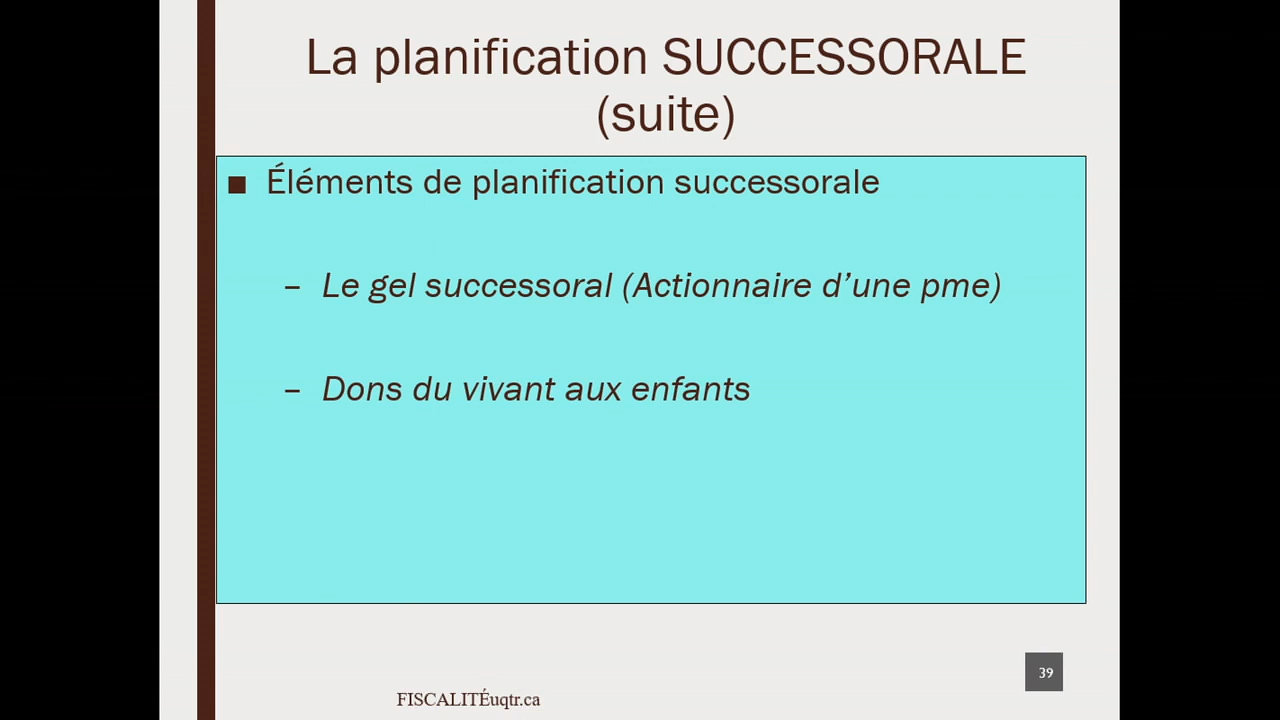 La planification SUCCESSORALE
(suite)
■ Éléments de planification successorale
– Le gel successoral (Actionnaire d’une pme)
– Dons du vivant aux enfants
39
FISCALITÉuqtr.ca